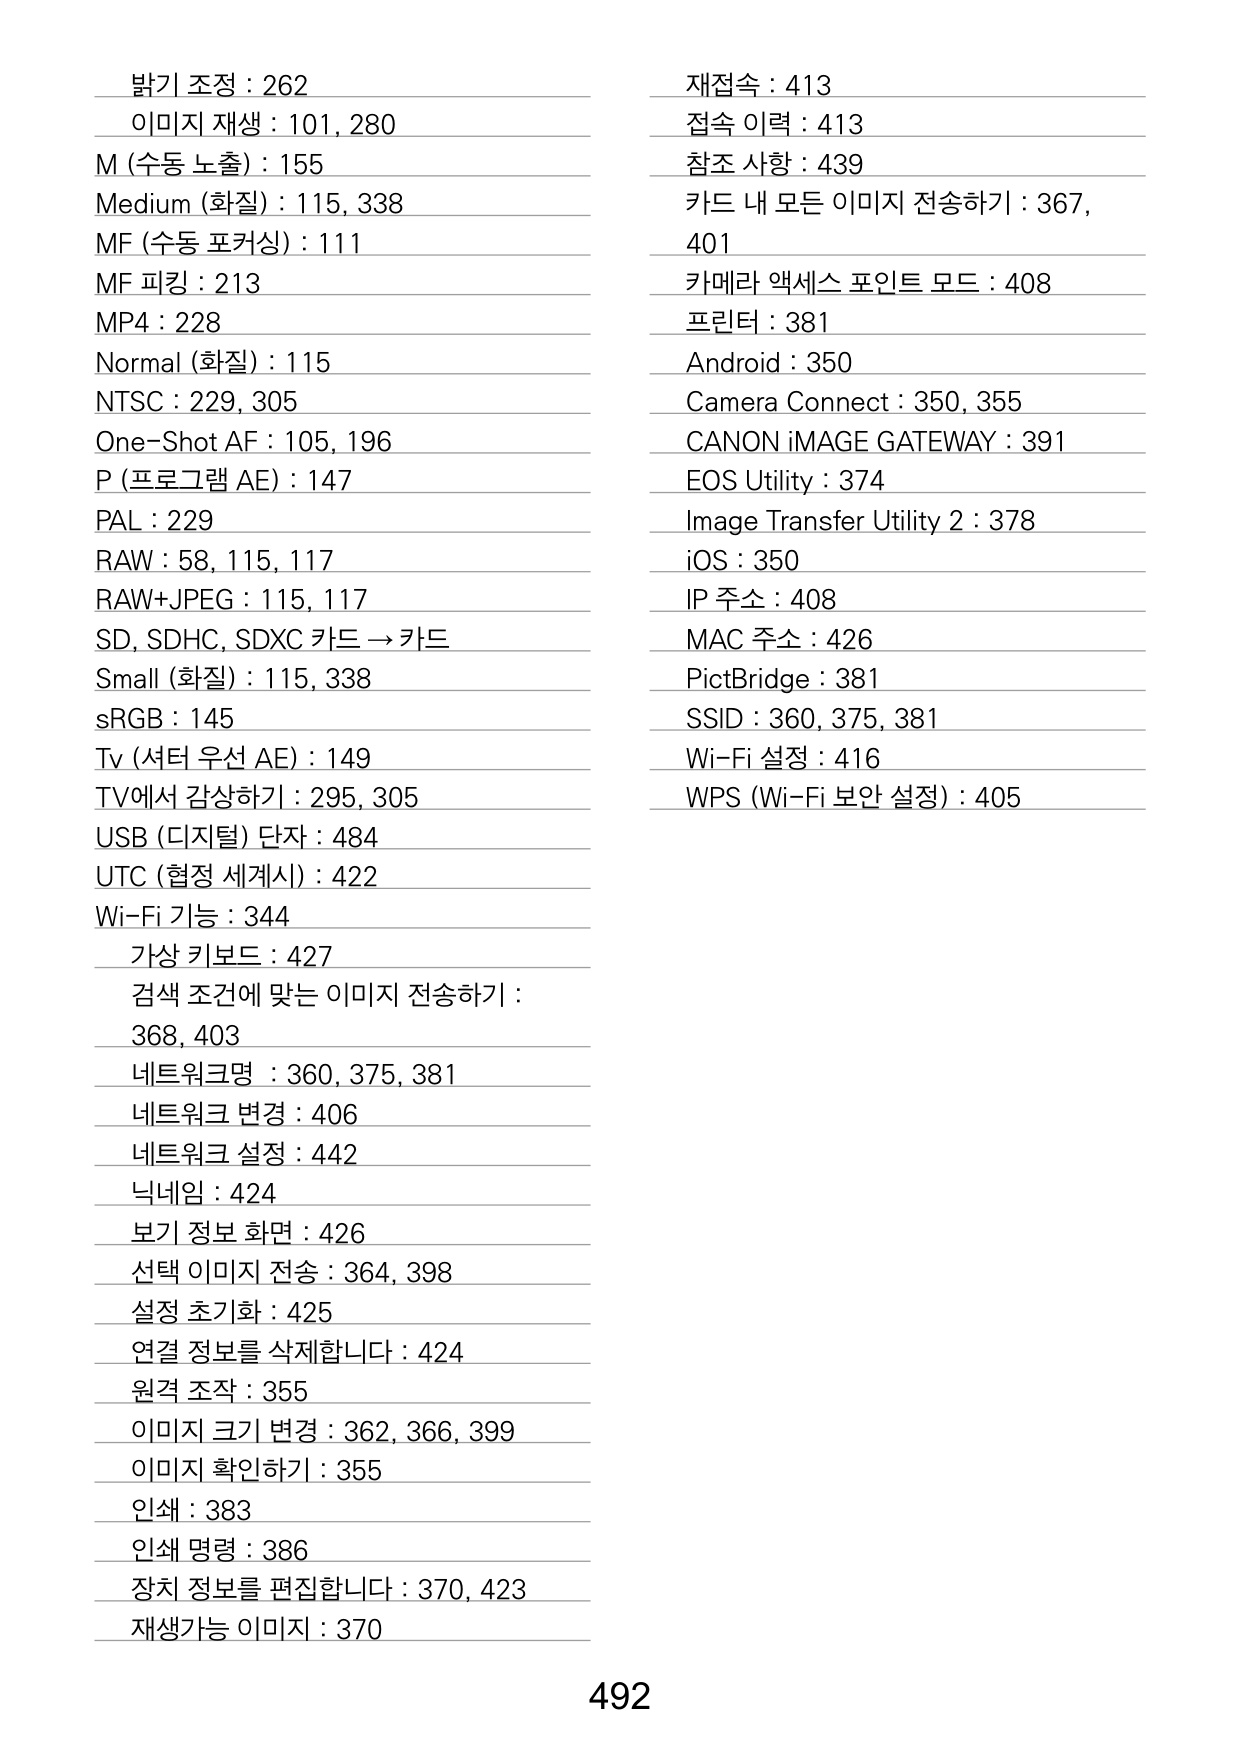 밝기 조정 : 262
이미지 재생 : 101, 280
M (수동 노출) : 155
Medium (화질) : 115, 338
MF (수동 포커싱) : 111
MF 피킹 : 213
MP4 : 228
Normal (화질) : 115
NTSC : 229, 305
One-Shot AF : 105, 196
P (프로그램 AE) : 147
PAL : 229
RAW : 58, 115, 117
RAW+JPEG : 115, 117
SD, SDHC, SDXC 카드 → 카드
Small (화질) : 115, 338
sRGB : 145
Tv (셔터 우선 AE) : 149
TV에서 감상하기 : 295, 305
USB (디지털) 단자 : 484
UTC (협정 세계시) : 422
Wi-Fi 기능 : 344
가상 키보드 : 427
검색 조건에 맞는 이미지 전송하기 :
368, 403
네트워크명 : 360, 375, 381
네트워크 변경 : 406
네트워크 설정 : 442
닉네임 : 424
보기 정보 화면 : 426
선택 이미지 전송 : 364, 398
설정 초기화 : 425
연결 정보를 삭제합니다 : 424
원격 조작 : 355
이미지 크기 변경 : 362, 366, 399
이미지 확인하기 : 355
인쇄 : 383
인쇄 명령 : 386
장치 정보를 편집합니다 : 370, 423
재생가능 이미지 : 370
재접속 : 413
접속 이력 : 413
참조 사항 : 439
카드 내 모든 이미지 전송하기 : 367,
401
카메라 액세스 포인트 모드 : 408
프린터 : 381
Android : 350
Camera Connect : 350, 355
CANON iMAGE GATEWAY : 391
EOS Utility : 374
Image Transfer Utility 2 : 378
iOS : 350
IP 주소 : 408
MAC 주소 : 426
PictBridge : 381
SSID : 360, 375, 381
Wi-Fi 설정 : 416
WPS (Wi-Fi 보안 설정) : 405
492